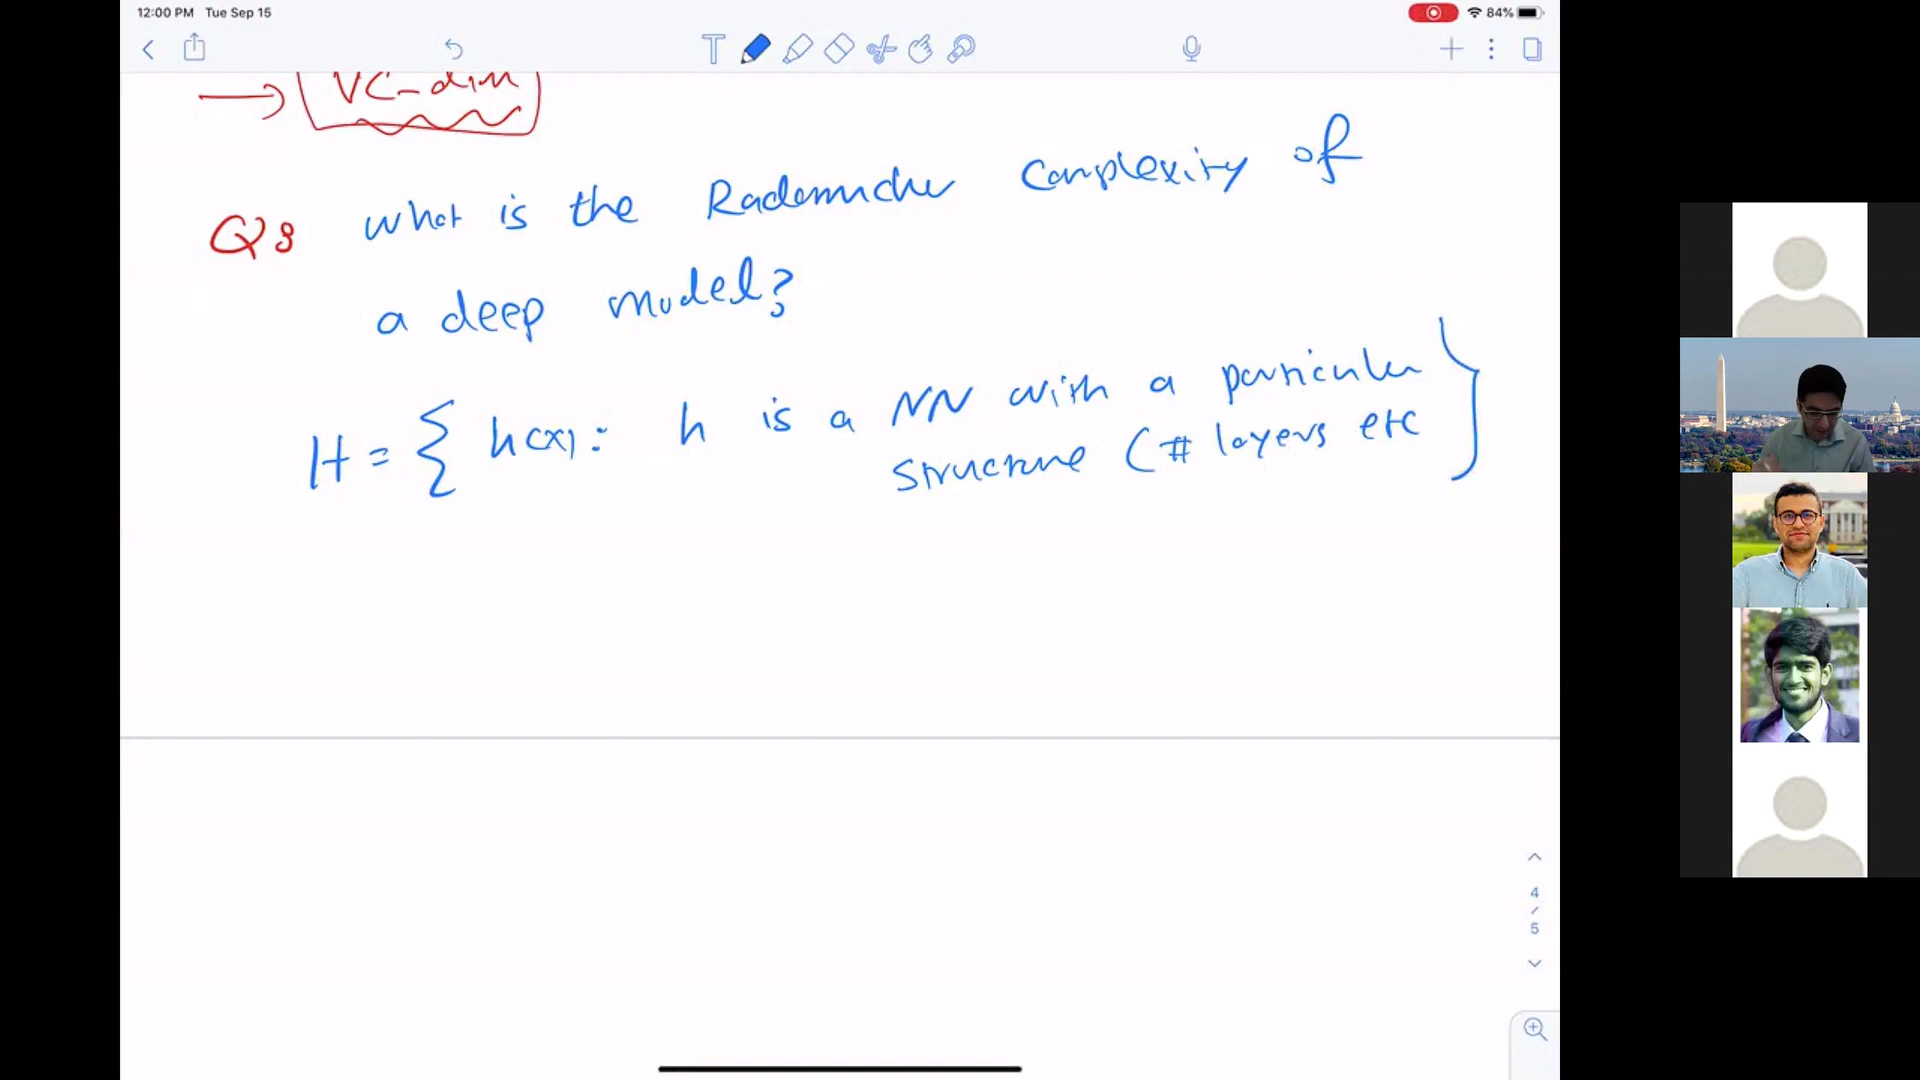 12:00 PM Tue Sep 15
84%
→ VC-dim
Q: what is the Rademacher Complexity of
a deep model?
H = { h(x): h is a NN with a particular
structure (# layers etc }
4
/
5